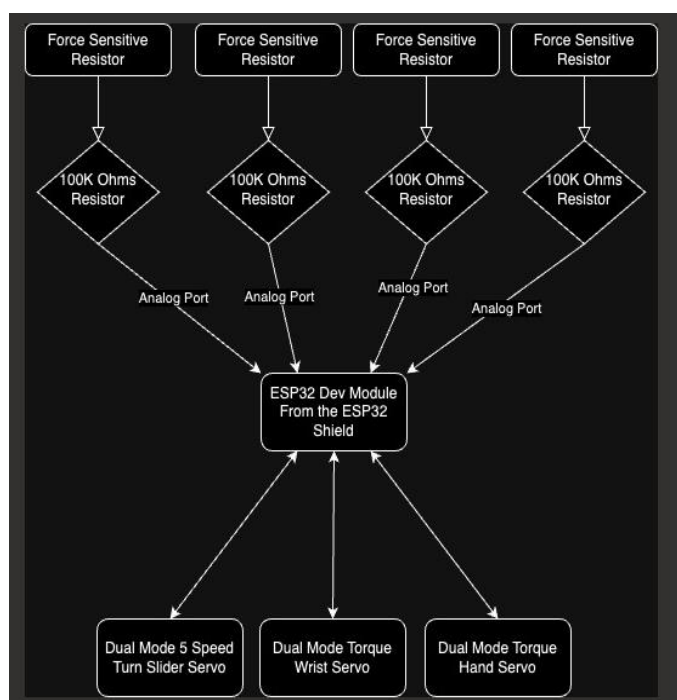 Force Sensitive
Resistor
Force Sensitive
Resistor
Force Sensitive
Resistor
Force Sensitive
Resistor
100K Ohms
Resistor
100K Ohms
Resistor
100K Ohms
Resistor
100K Ohms
Resistor
Analog Port
Analog Port
Analog Port
Analog Port
ESP32 Dev Module
From the ESP32
Shield
Dual Mode 5 Speed
Turn Slider Servo
Dual Mode Torque
Wrist Servo
Dual Mode Torque
Hand Servo